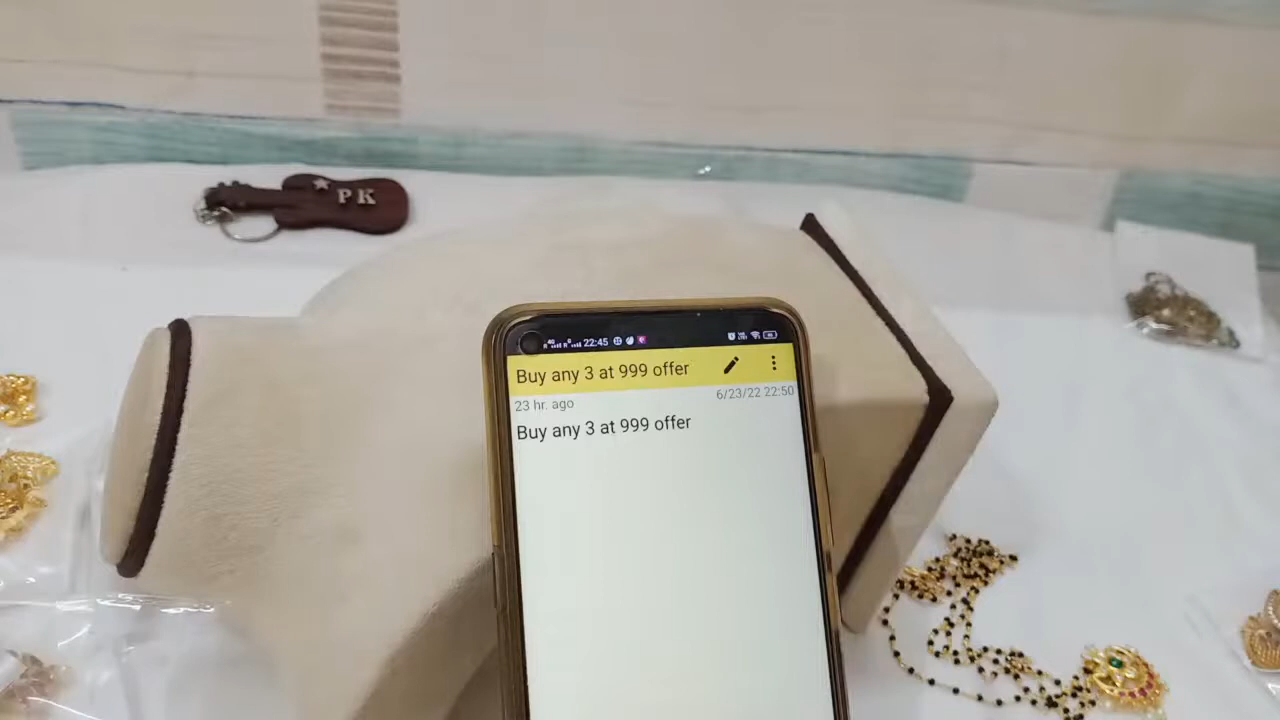 PK
22:45
Buy any 3 at 999 offer
23 hr. ago
6/23/22 22:50
Buy any 3 at 999 offer